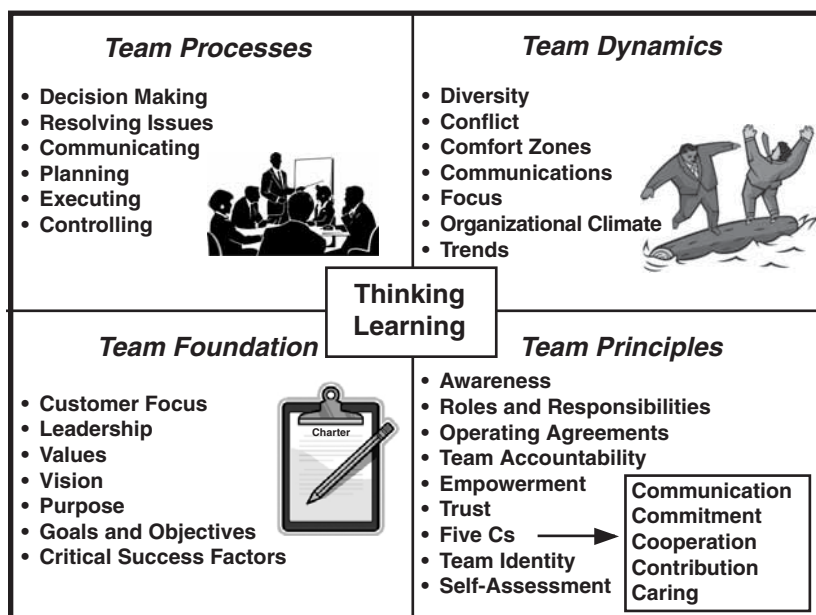 Team Processes
• Decision Making
• Resolving Issues
• Communicating
• Planning
• Executing
• Controlling
Team Dynamics
• Diversity
• Conflict
• Comfort Zones
• Communications
• Focus
• Organizational Climate
• Trends
Thinking
Learning
Team Foundation
• Customer Focus
• Leadership
• Values
• Vision
• Purpose
• Goals and Objectives
• Critical Success Factors
Charter
Team Principles
• Awareness
• Roles and Responsibilities
• Operating Agreements
• Team Accountability
• Empowerment
• Trust
• Five Cs
• Team Identity
• Self-Assessment
Communication
Commitment
Cooperation
Contribution
Caring